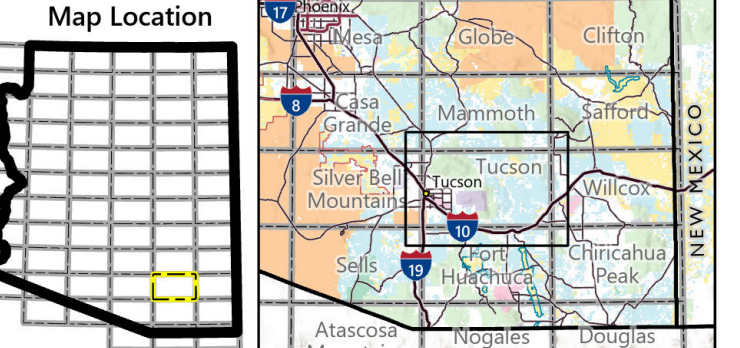 Map Location
17
Phoenix
Mesa
Globe
Clifton
8
Casa
Grande
Mammoth
Safford
Silver Bell
Mountains
Tucson
Tucson
Willcox
NEW MEXICO
10
19
Sells
Fort
Huachuca
Chiricahua
Peak
Atascosa
Nogales
Douglas